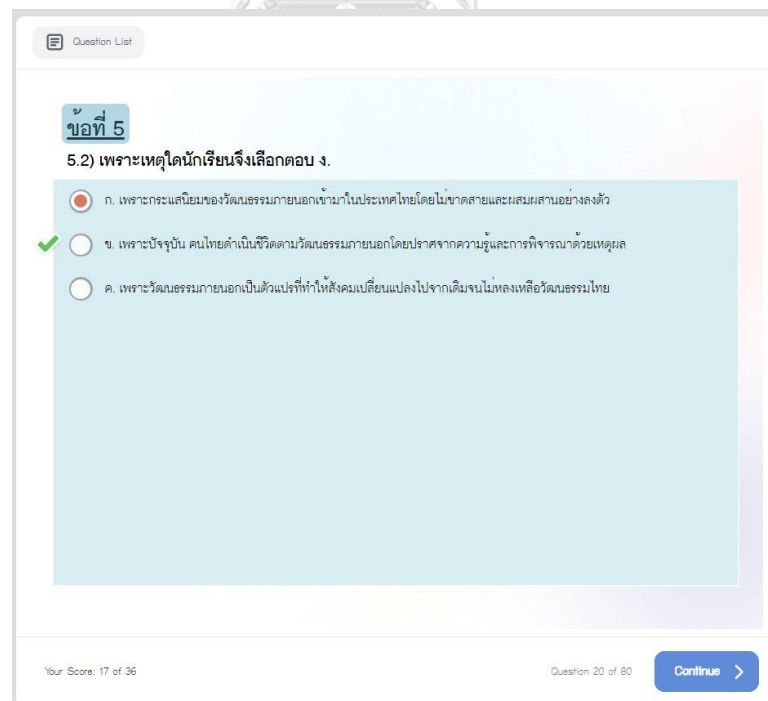 Question List
ข้อที่ 5
5.2) เพราะเหตุใดนักเรียนจึงเลือกตอบ ง.
ก. เพราะกระแสนิยมของวัฒนธรรมภายนอกเข้ามาในประเทศไทยโดยไม่ขาดสายและผสมผสานอย่างลงตัว
ข. เพราะปัจจุบัน คนไทยดำเนินชีวิตตามวัฒนธรรมภายนอกโดยปราศจากความรู้และการพิจารณาด้วยเหตุผล
ค. เพราะวัฒนธรรมภายนอกเป็นตัวแปรที่ทำให้สังคมเปลี่ยนแปลงไปจากเดิมจนไม่หลงเหลือวัฒนธรรมไทย
Your Score: 17 of 36
Question 20 of 80
Continue